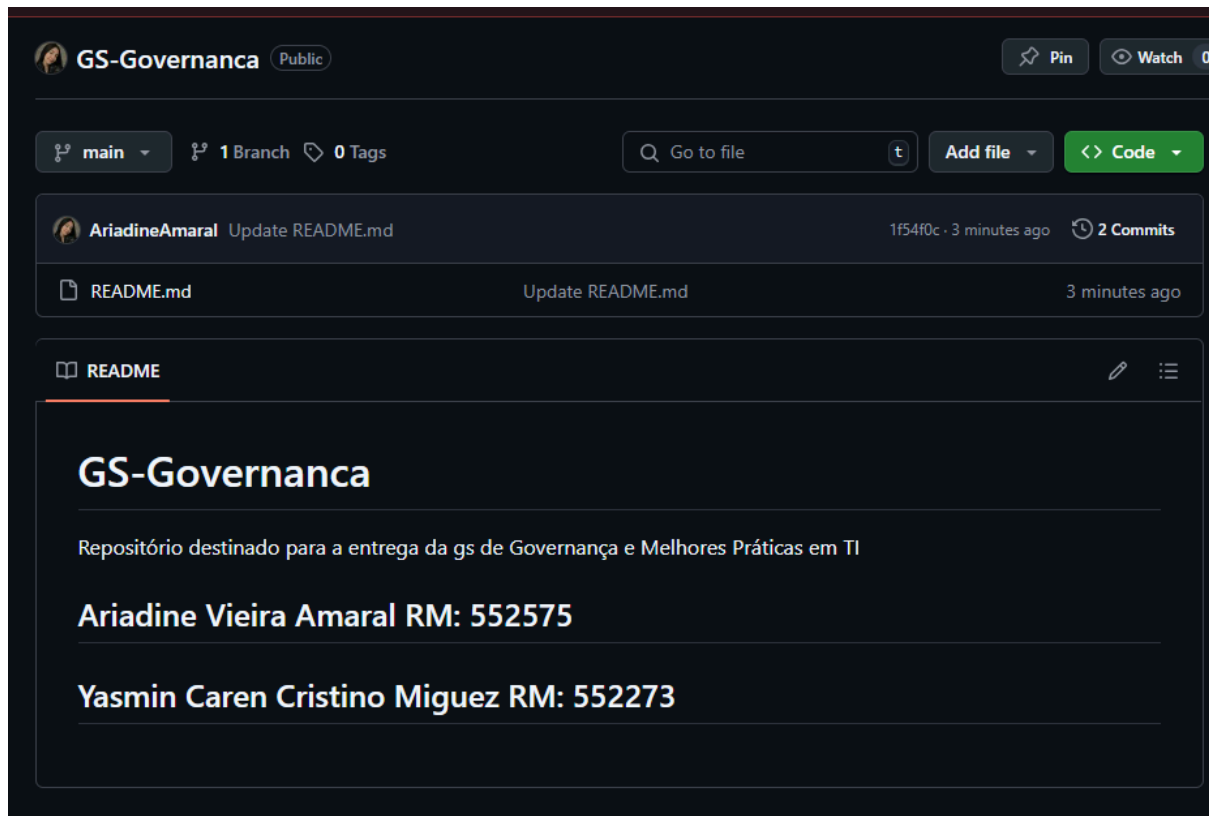 GS-Governanca Public Pin Watch 0
main 1 Branch 0 Tags Go to file t Add file <> Code
AriadineAmaral Update README.md 1f54f0c · 3 minutes ago 2 Commits
README.md Update README.md 3 minutes ago
README
GS-Governanca
Repositório destinado para a entrega da gs de Governança e Melhores Práticas em TI
Ariadine Vieira Amaral RM: 552575
Yasmin Caren Cristino Miguez RM: 552273